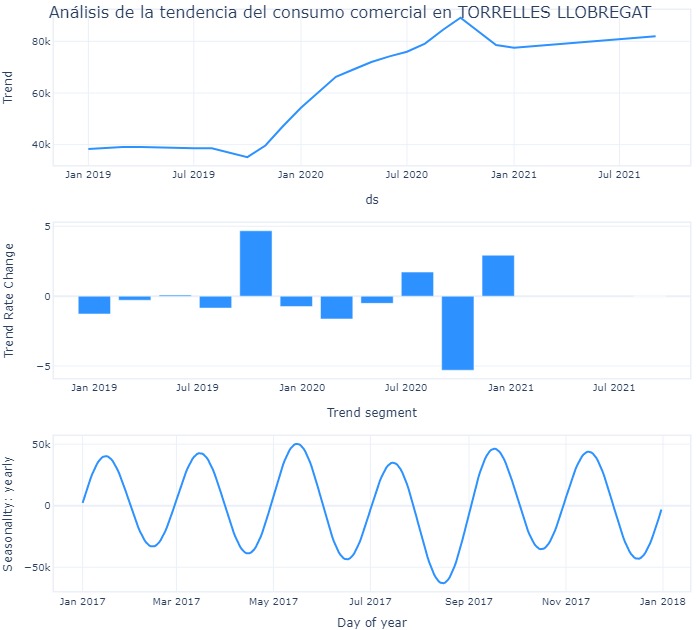 Análisis de la tendencia del consumo comercial en TORRELLES LLOBREGAT
80k
60k
40k
Trend
Jan 2019 Jul 2019 Jan 2020 Jul 2020 Jan 2021 Jul 2021
ds
5
0
−5
Trend Rate Change
Jan 2019 Jul 2019 Jan 2020 Jul 2020 Jan 2021 Jul 2021
Trend segment
50k
0
−50k
Seasonality: yearly
Jan 2017 Mar 2017 May 2017 Jul 2017 Sep 2017 Nov 2017 Jan 2018
Day of year